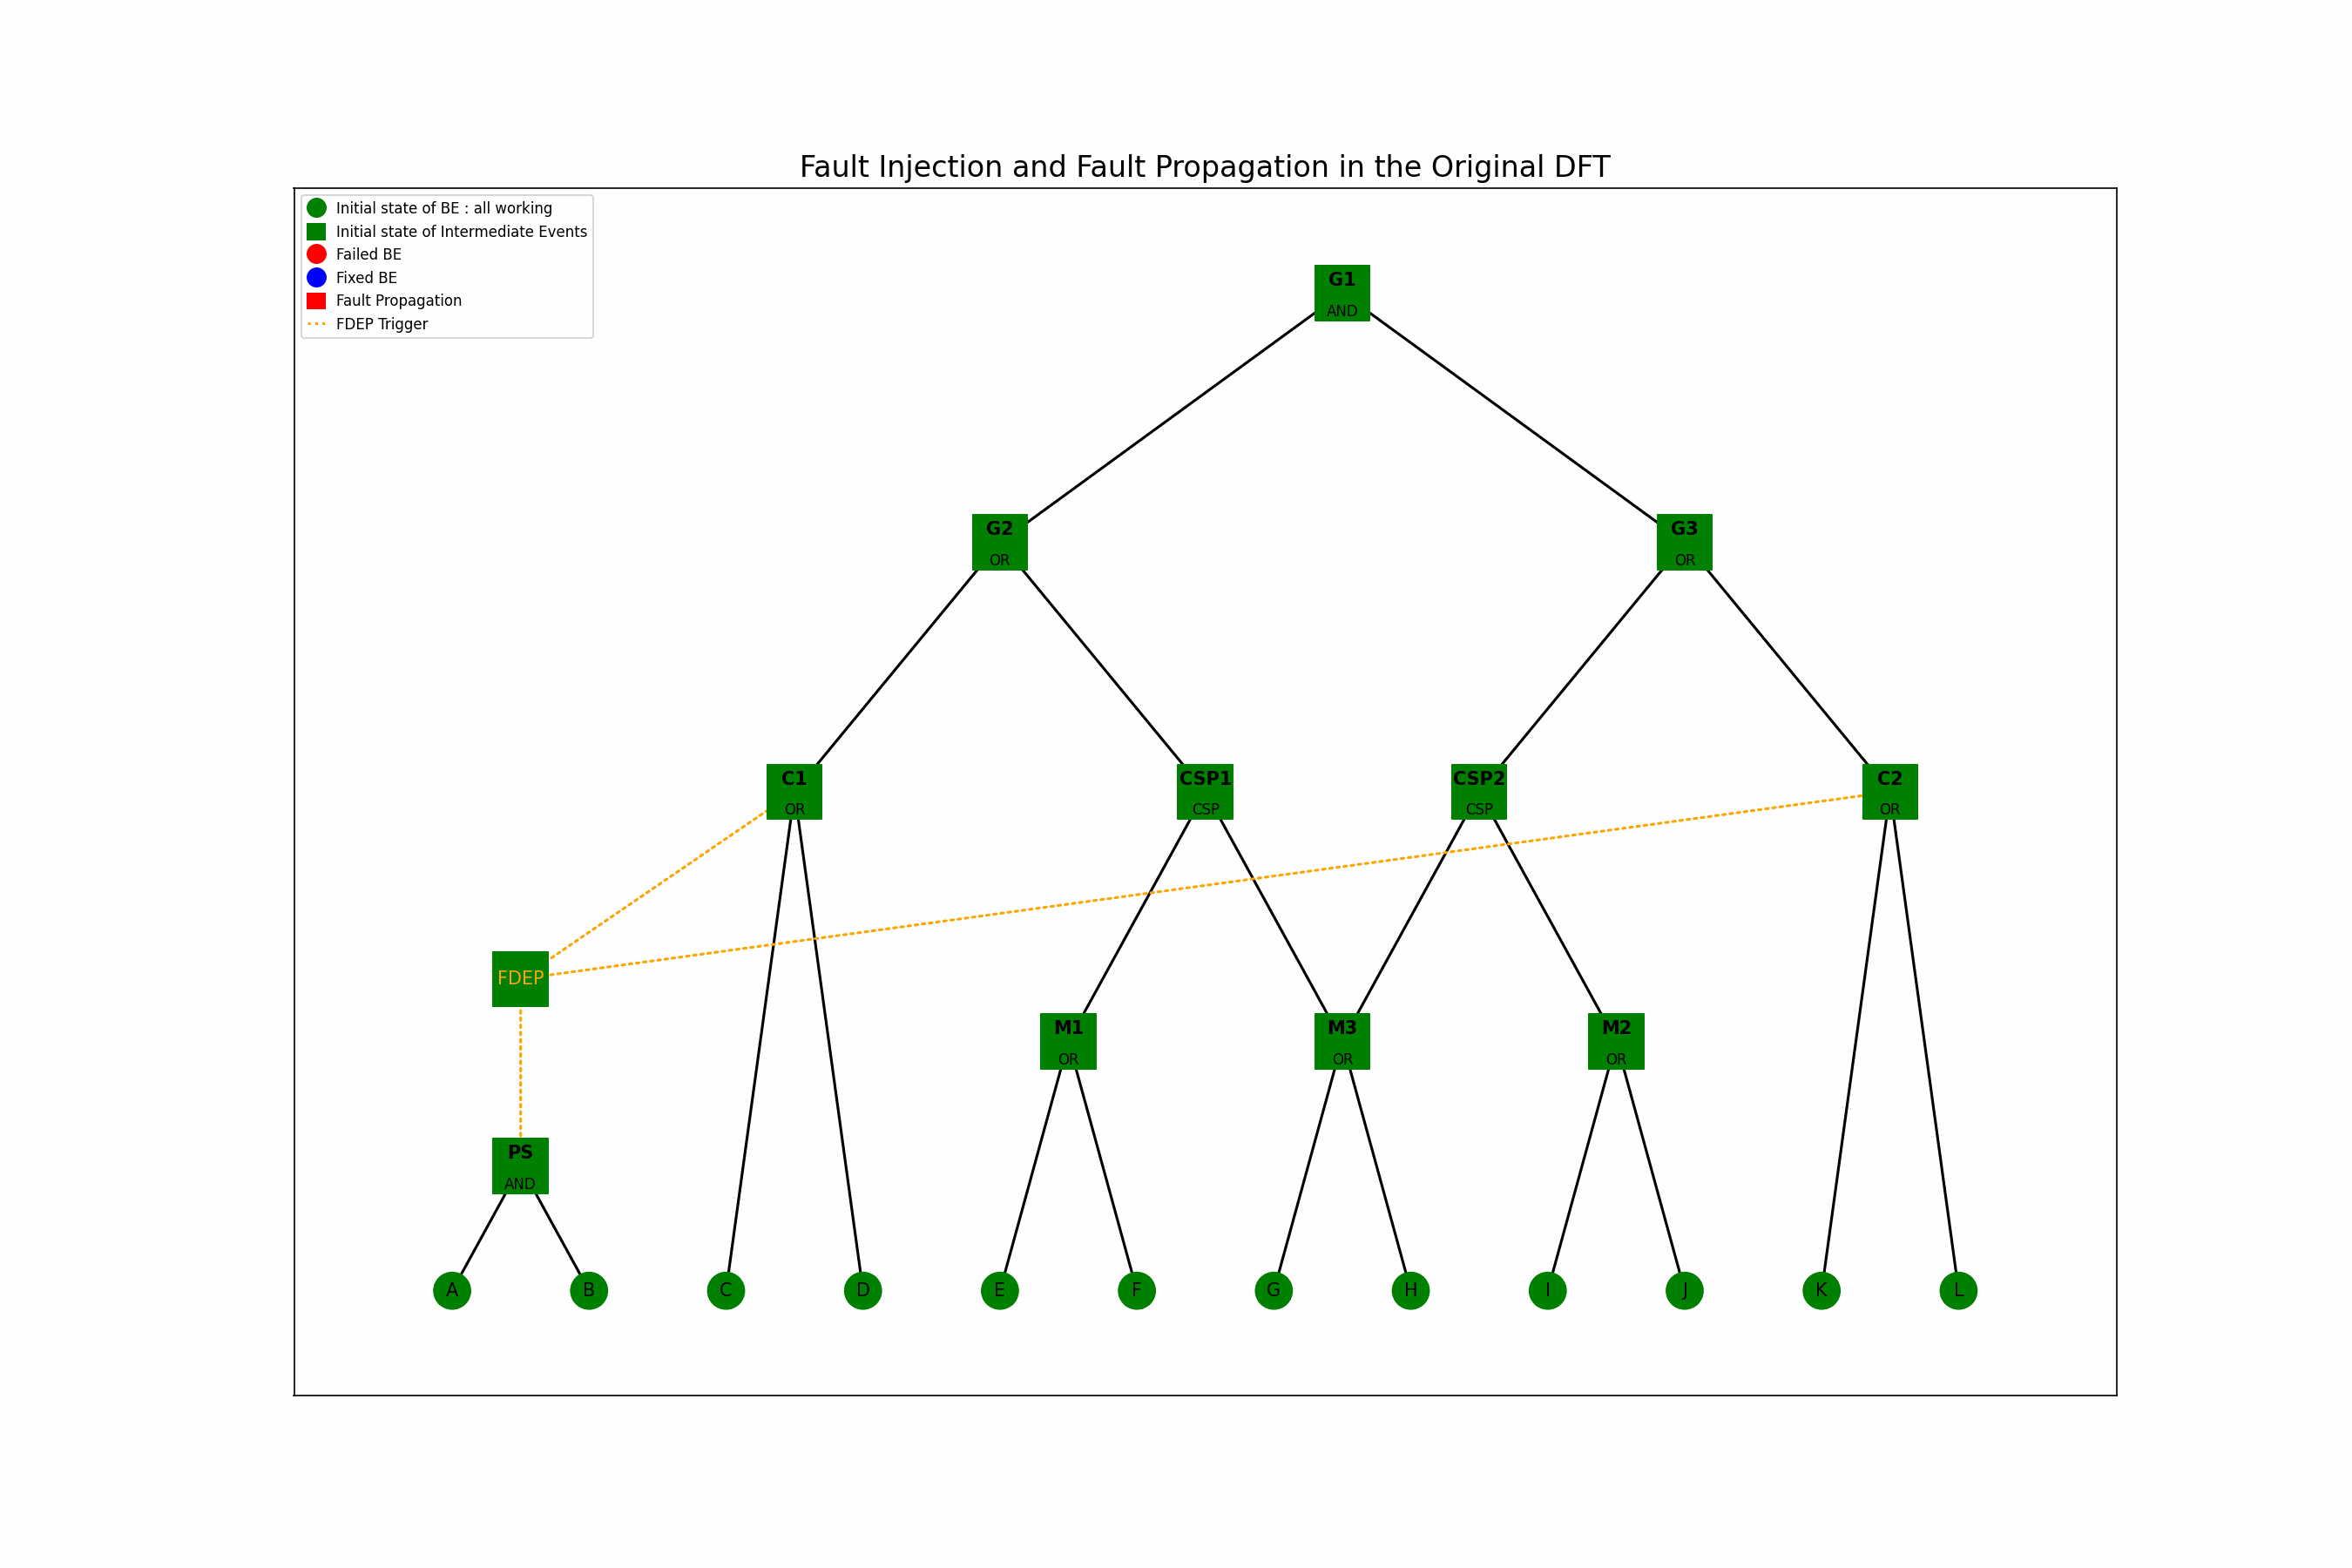 Fault Injection and Fault Propagation in the Original DFT
Initial state of BE : all working
Initial state of Intermediate Events
Failed BE
Fixed BE
Fault Propagation
FDEP Trigger
G1
AND
G2
OR
G3
OR
C1
OR
CSP1
CSP
CSP2
CSP
C2
OR
FDEP
M1
OR
M3
OR
M2
OR
PS
AND
A
B
C
D
E
F
G
H
I
J
K
L